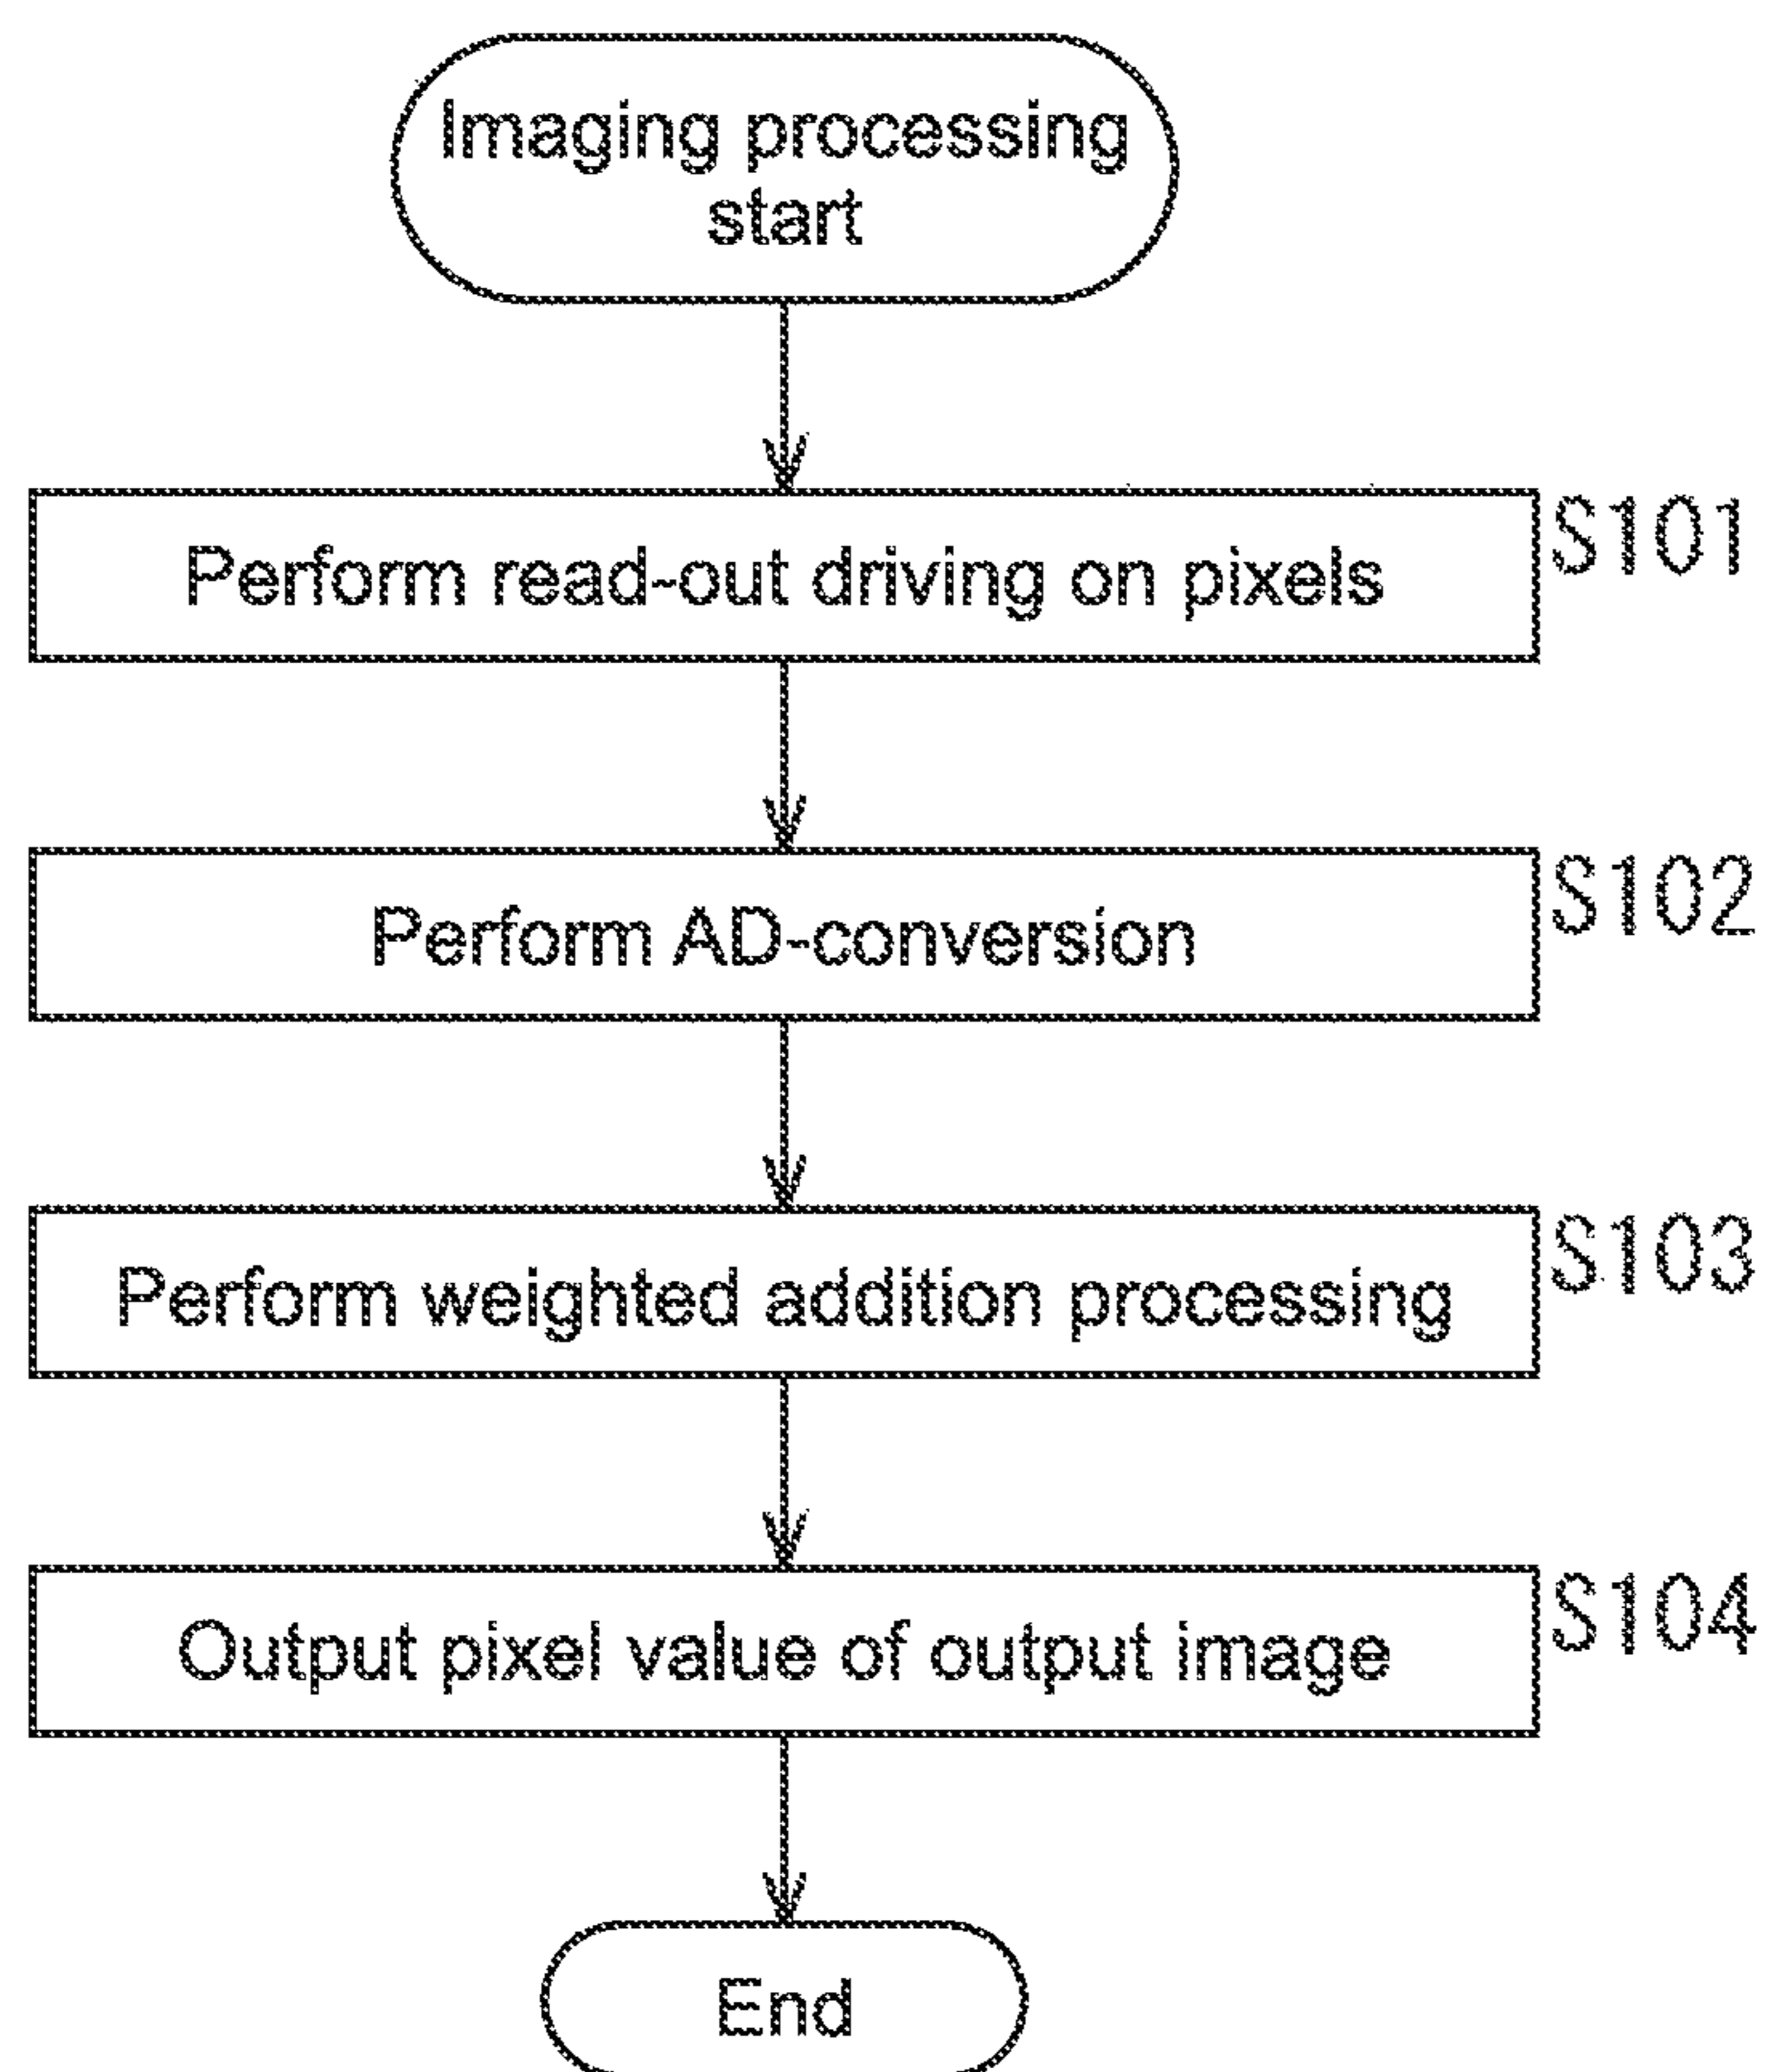 Imaging processing
start
Perform read-out driving on pixels
S101
Perform AD-conversion
S102
Perform weighted addition processing
S103
Output pixel value of output image
S104
End